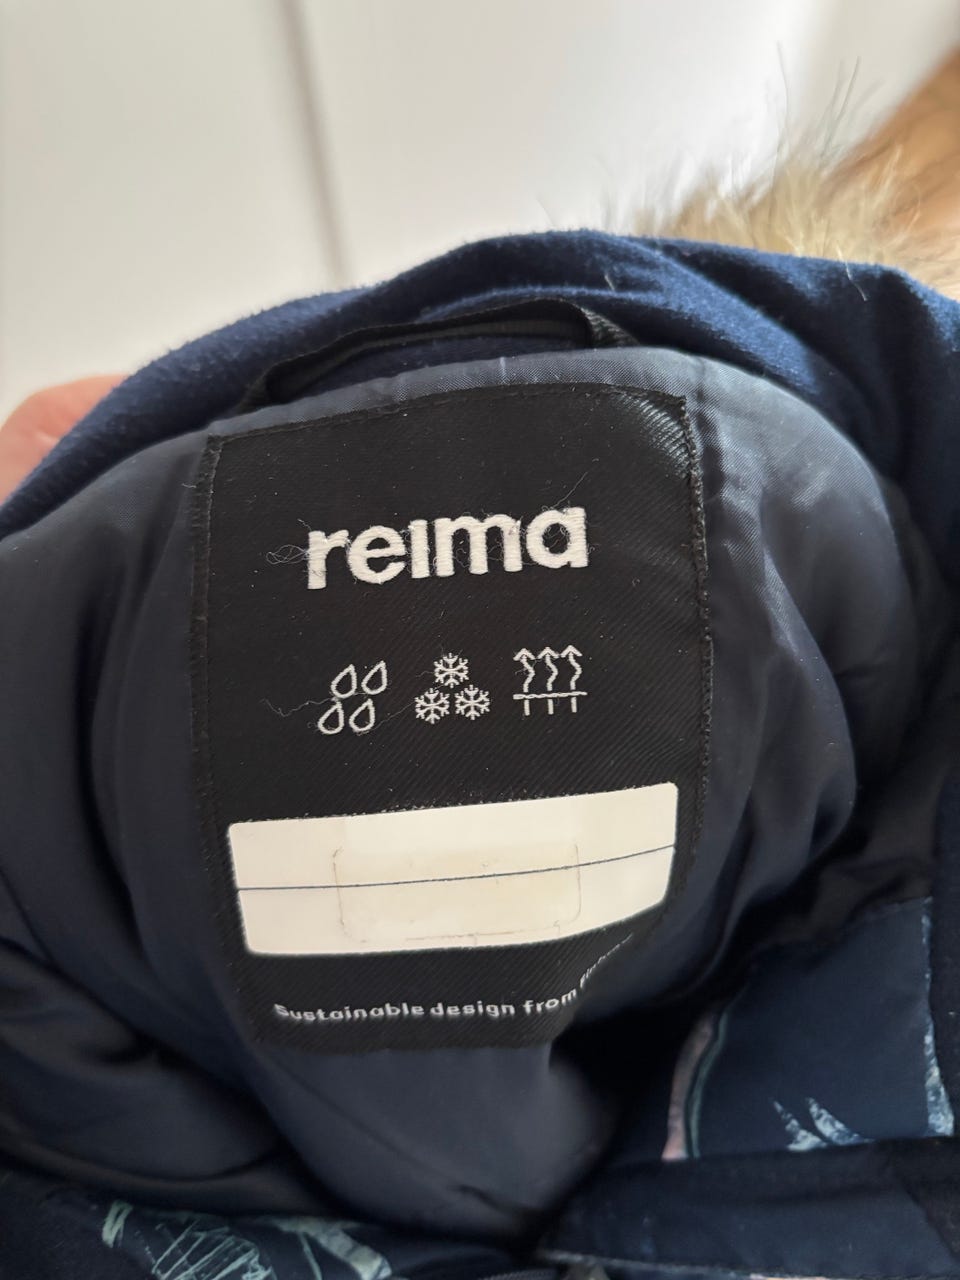 reima
Sustainable design from